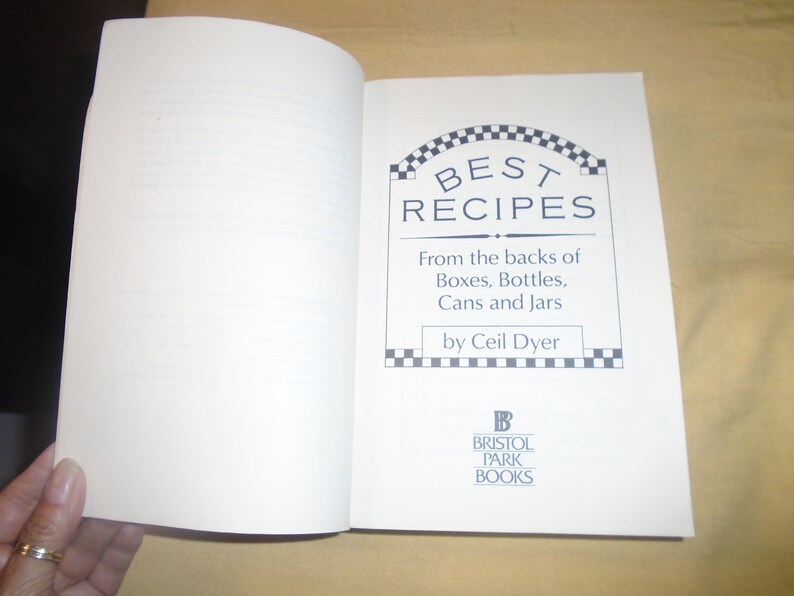 BEST
RECIPES
From the backs of
Boxes, Bottles,
Cans and Jars
by Ceil Dyer
BRISTOL
PARK
BOOKS